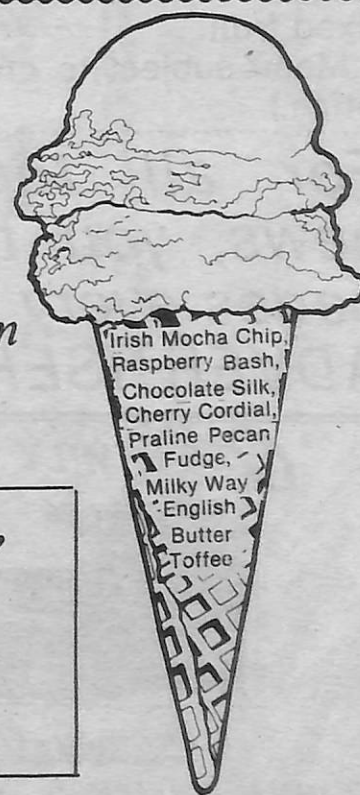 n
Irish Mocha Chip,
Raspberry Bash,
Chocolate Silk,
Cherry Cordial,
Praline Pecan
Fudge,
Milky Way
English
Butter
Toffee